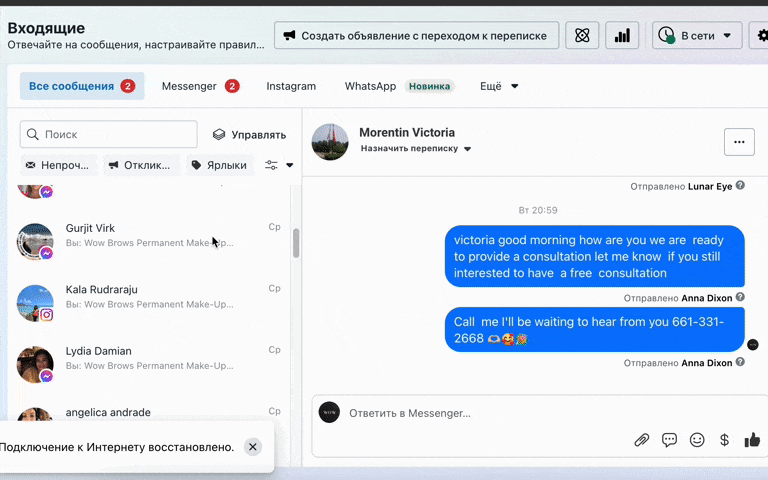 Входящие
Отвечайте на сообщения, настраивайте правил...
Создать объявление с переходом к переписке
В сети
Все сообщения 2
Messenger 2
Instagram
WhatsApp Новинка
Ещё
Поиск
Управлять
Непроч...
Отклик...
Ярлыки
Gurjit Virk
Ср
Вы: Wow Brows Permanent Make-Up...
Kala Rudraraju
Ср
Вы: Wow Brows Permanent Make-Up...
Lydia Damian
Ср
Вы: Wow Brows Permanent Make-Up...
angelica andrade
Ср
Подключение к Интернету восстановлено.
Morentin Victoria
Назначить переписку
Отправлено Lunar Eye
Вт 20:59
victoria good morning how are you we are ready
to provide a consultation let me know if you still
interested to have a free consultation
Отправлено Anna Dixon
Call me I'll be waiting to hear from you 661-331-
2668 🫶🏻🥰💐
Отправлено Anna Dixon
WOW
Ответить в Messenger...